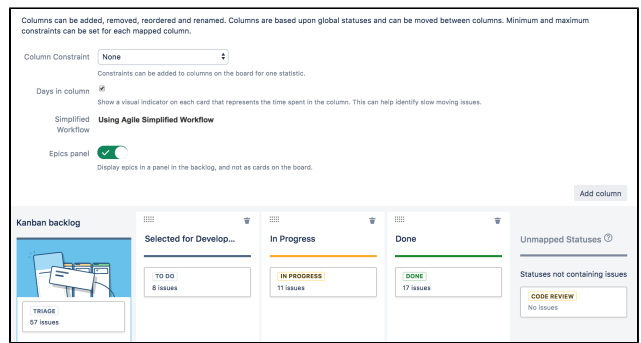 Columns can be added, removed, reordered and renamed. Columns are based upon global statuses and can be moved between columns. Minimum and maximum
constraints can be set for each mapped column.
Column Constraint None
Constraints can be added to columns on the board for one statistic.
Days in column
Show a visual indicator on each card that represents the time spent in the column. This can help identify slow moving issues.
Simplified Using Agile Simplified Workflow
Workflow
Epics panel
Display epics in a panel in the backlog, and not as cards on the board.
Add column
Kanban backlog
TRIAGE
57 issues
Selected for Develop...
TO DO
8 issues
In Progress
IN PROGRESS
11 issues
Done
DONE
17 issues
Unmapped Statuses ?
Statuses not containing issues
CODE REVIEW
No issues